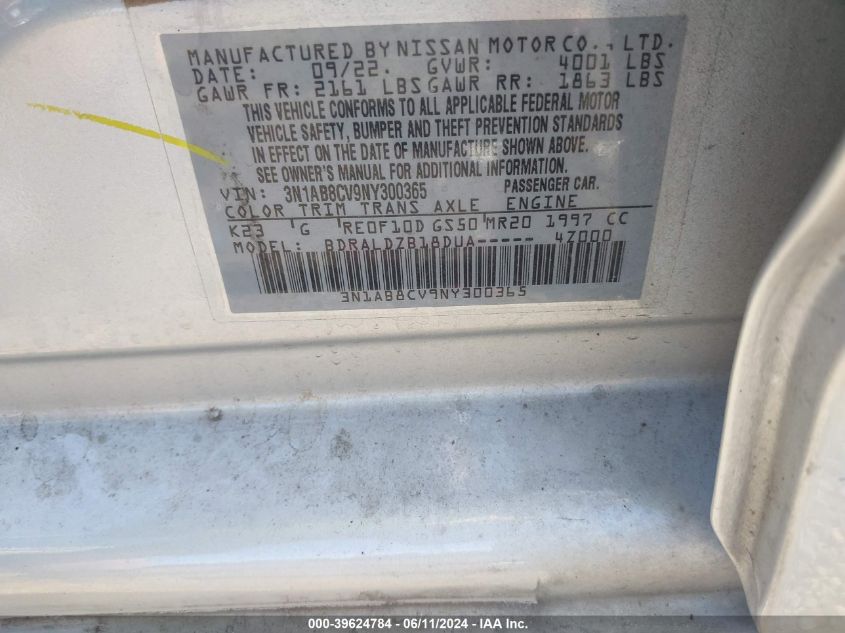 MANUFACTURED BY NISSAN MOTOR CO., LTD.
DATE: 09/22. GVWR: 4001 LBS
GAWR FR: 2161 LBS GAWR RR: 1863 LBS
THIS VEHICLE CONFORMS TO ALL APPLICABLE FEDERAL MOTOR
VEHICLE SAFETY, BUMPER AND THEFT PREVENTION STANDARDS
IN EFFECT ON THE DATE OF MANUFACTURE SHOWN ABOVE.
SEE OWNER'S MANUAL FOR ADDITIONAL INFORMATION.
VIN: 3N1AB8CV9NY300365 PASSENGER CAR.
COLOR TRIM TRANS AXLE ENGINE
K23 G RE0F10D GS50 MR20 1997 CC
MODEL: BDRALDZB18DUA----- 4Z000
3N1AB8CV9NY300365
000-39624784 - 06/11/2024 - IAA Inc.